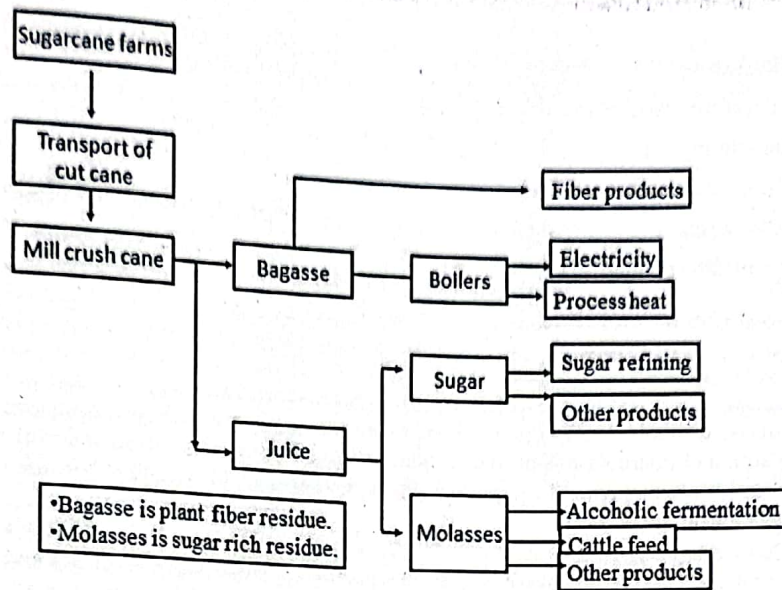 Sugarcane farms
Transport of
cut cane
Mill crush cane
Bagasse
Fiber products
Boilers
Electricity
Process heat
Juice
Sugar
Sugar refining
Other products
Molasses
Alcoholic fermentation
Cattle feed
Other products
•Bagasse is plant fiber residue.
•Molasses is sugar rich residue.